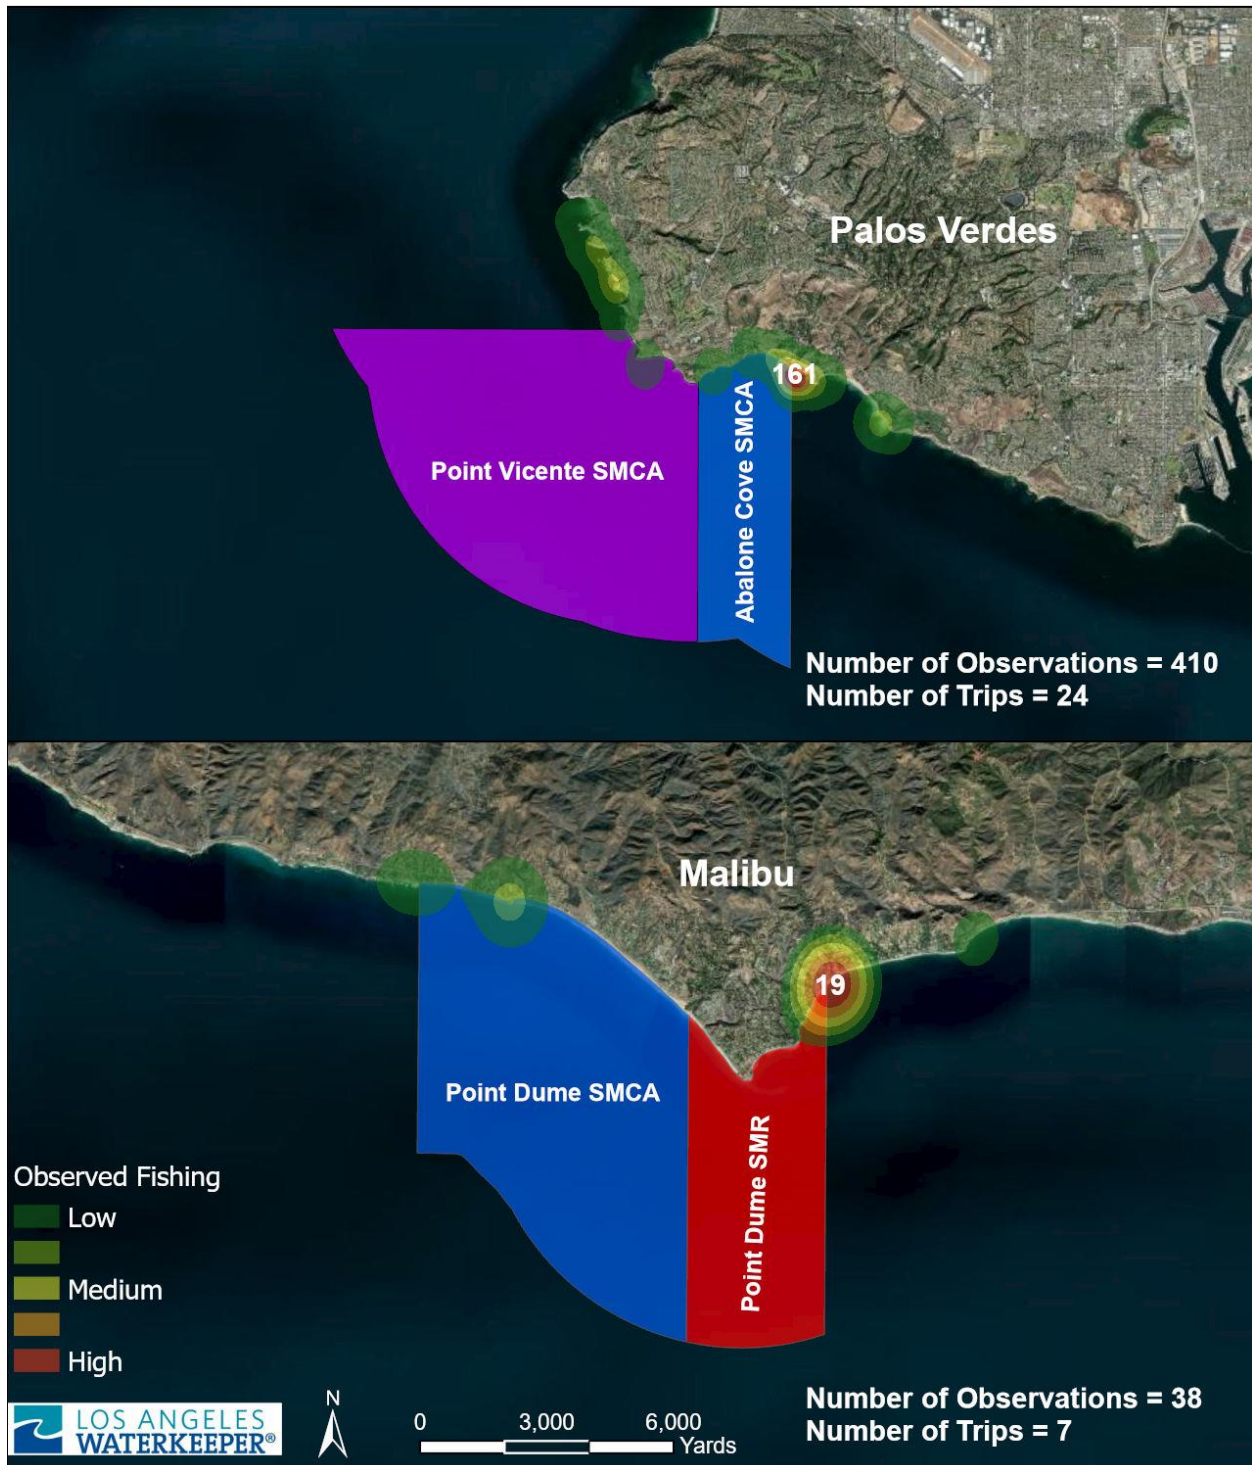 Palos Verdes
161
Point Vicente SMCA
Abalone Cove SMCA
Number of Observations = 410
Number of Trips = 24
Malibu
19
Point Dume SMCA
Point Dume SMR
Observed Fishing
Low
Medium
High
LOS ANGELES
WATERKEEPER®
N
0 3,000 6,000
Yards
Number of Observations = 38
Number of Trips = 7